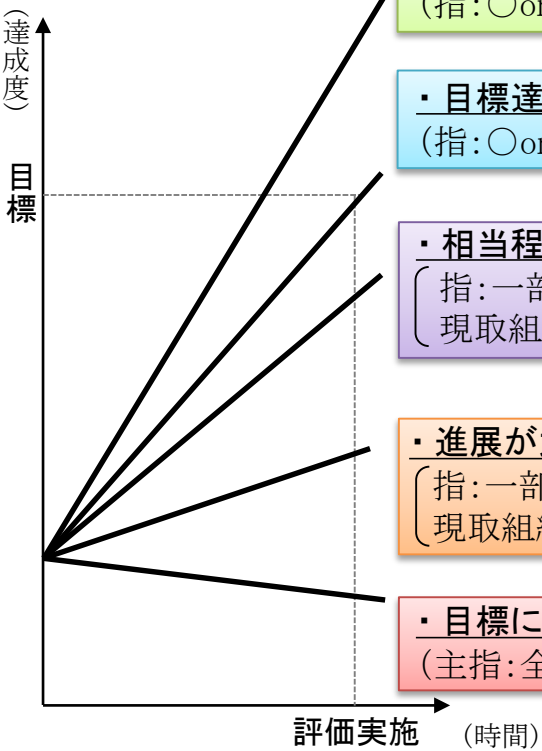 (達成度)
(指:○or
・目標達
(指:○or
目標
・相当程
指:一部
現取組
・進展が
指:一部
現取組
・目標に
(主指:全
評価実施 (時間)